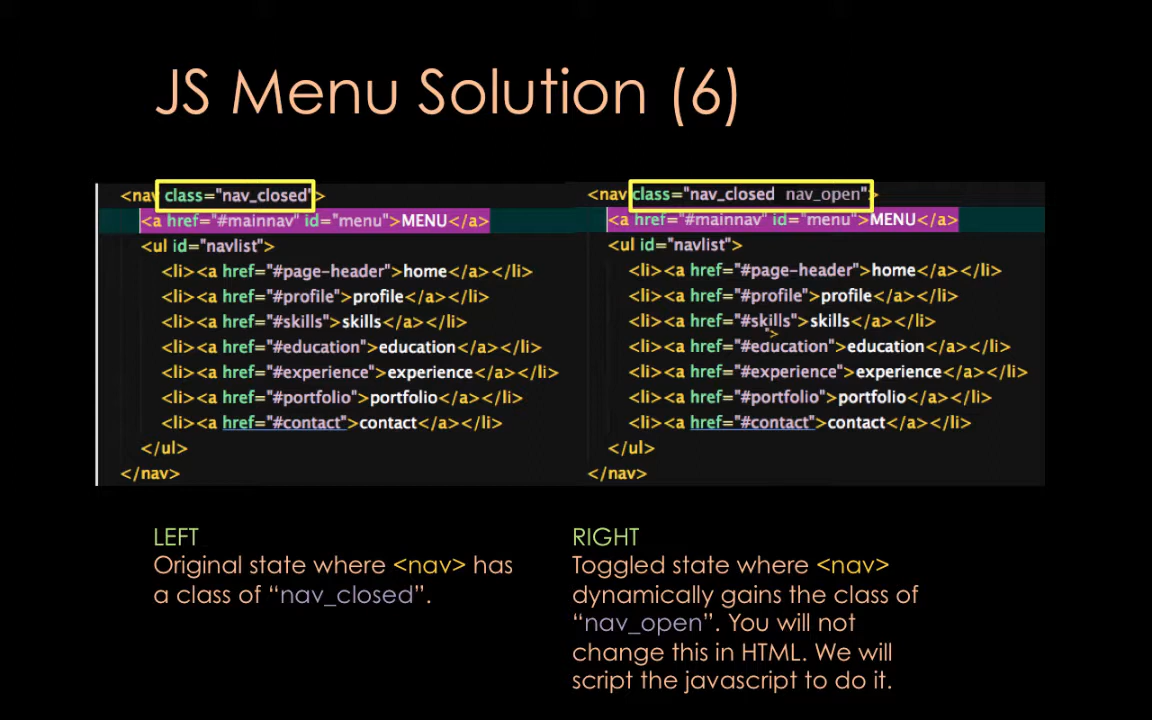 JS Menu Solution (6)
<nav class="nav_closed">
<a href="#mainnav" id="menu">MENU</a>
<ul id="navlist">
<li><a href="#page-header">home</a></li>
<li><a href="#profile">profile</a></li>
<li><a href="#skills">skills</a></li>
<li><a href="#education">education</a></li>
<li><a href="#experience">experience</a></li>
<li><a href="#portfolio">portfolio</a></li>
<li><a href="#contact">contact</a></li>
</ul>
</nav>
<nav class="nav_closed nav_open">
<a href="#mainnav" id="menu">MENU</a>
<ul id="navlist">
<li><a href="#page-header">home</a></li>
<li><a href="#profile">profile</a></li>
<li><a href="#skills">skills</a></li>
<li><a href="#education">education</a></li>
<li><a href="#experience">experience</a></li>
<li><a href="#portfolio">portfolio</a></li>
<li><a href="#contact">contact</a></li>
</ul>
</nav>
LEFT
Original state where <nav> has
a class of “nav_closed”.
RIGHT
Toggled state where <nav>
dynamically gains the class of
“nav_open”. You will not
change this in HTML. We will
script the javascript to do it.